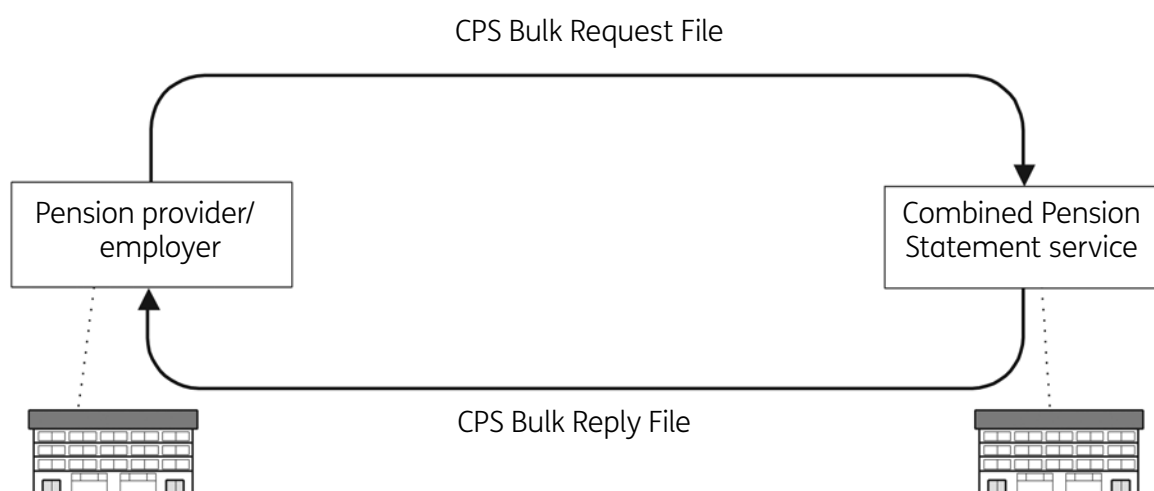 CPS Bulk Request File
Pension provider/
employer
Combined Pension
Statement service
CPS Bulk Reply File